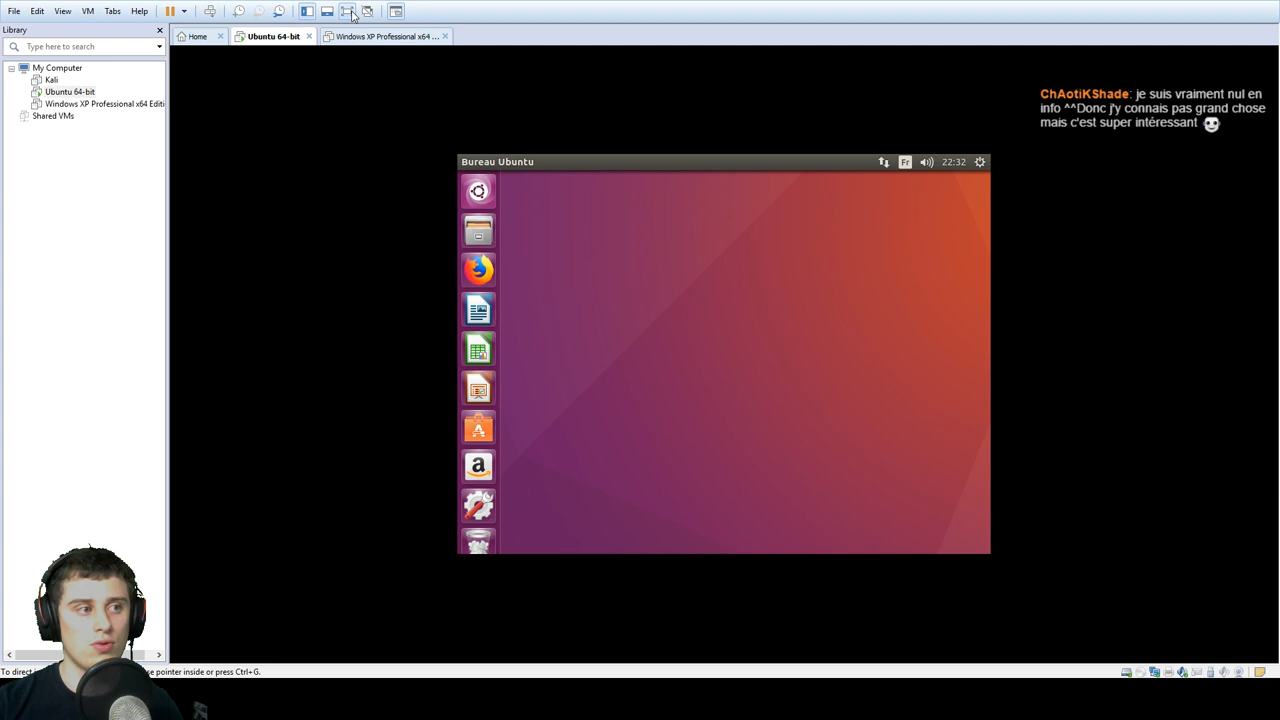 File Edit View VM Tabs Help
Library
Type here to search
My Computer
Kali
Ubuntu 64-bit
Windows XP Professional x64 Editi
Shared VMs
Home
Ubuntu 64-bit
Windows XP Professional x64 ...
ChAotiKShade: je suis vraiment nul en
info ^^Donc j'y connais pas grand chose
mais c'est super intéressant
Bureau Ubuntu
Fr
22:32
To direct
pointer inside or press Ctrl+G.